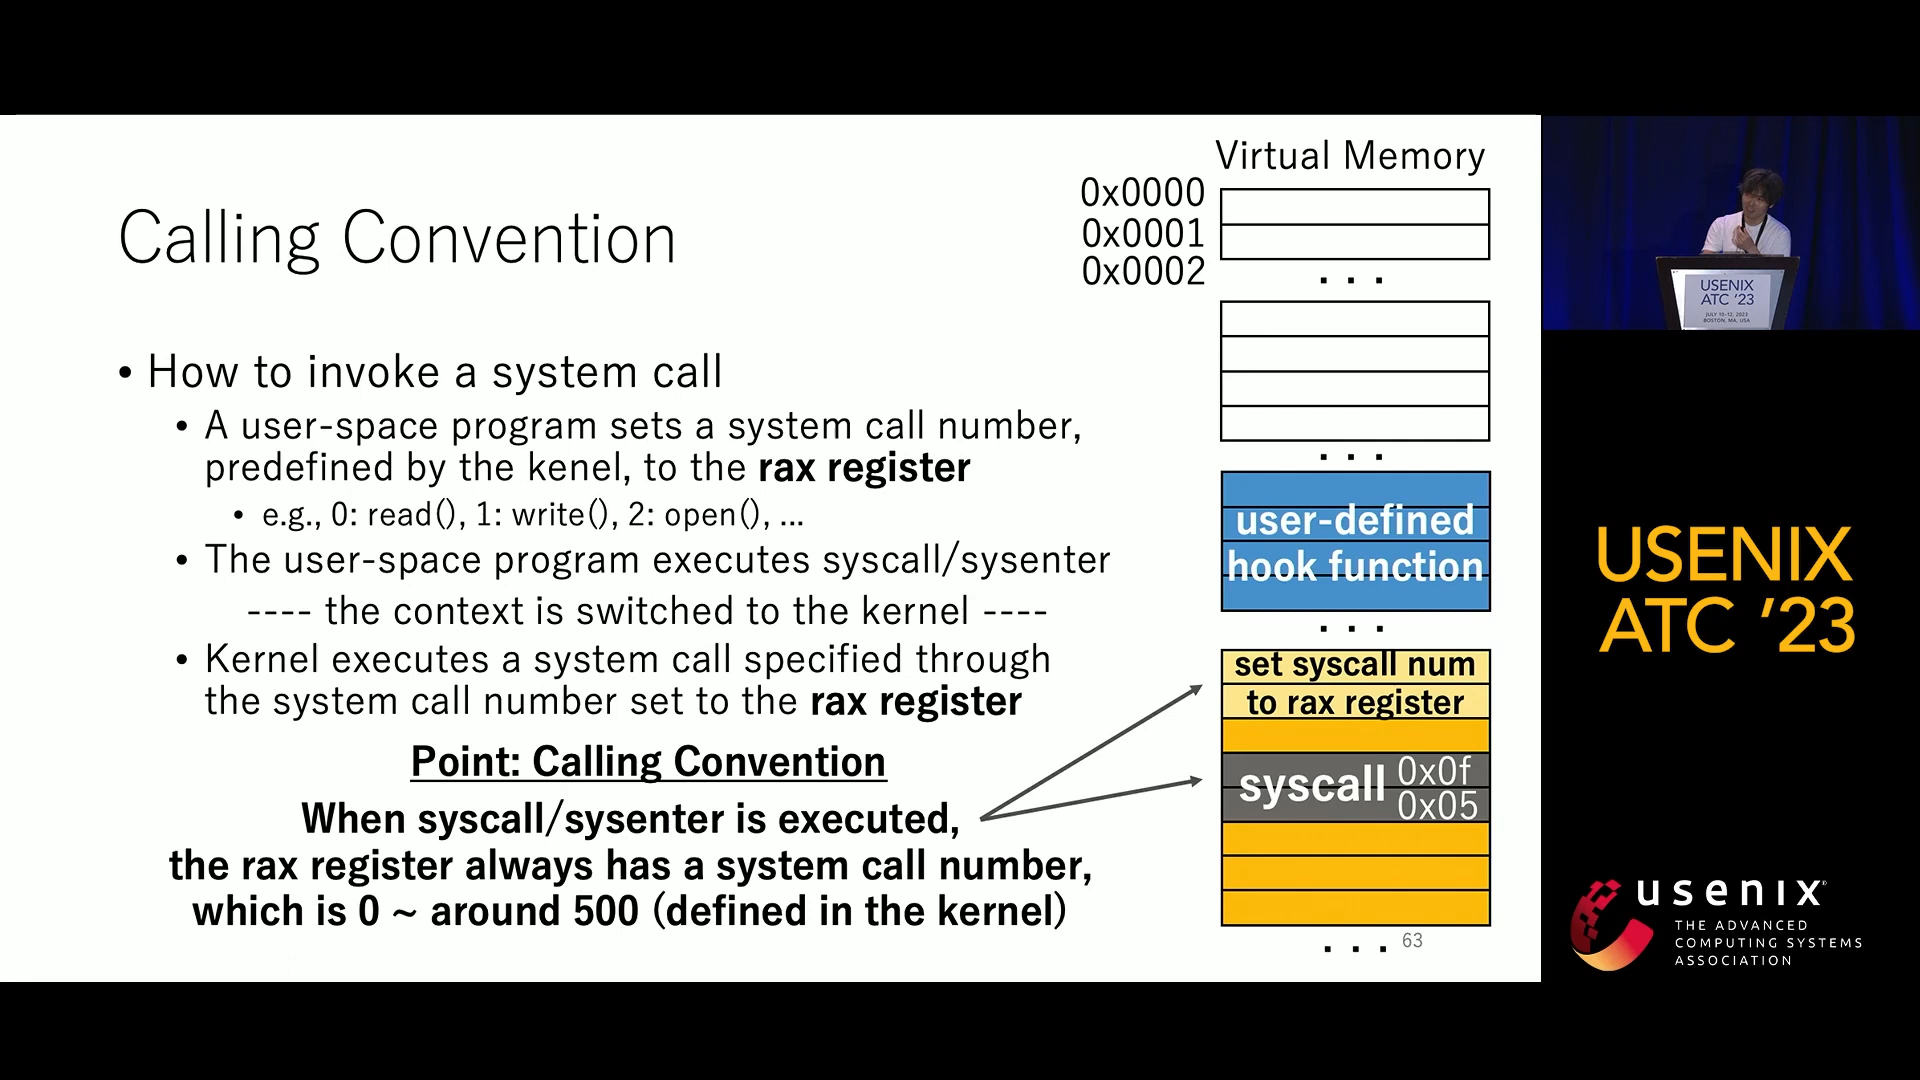 Calling Convention
• How to invoke a system call
• A user-space program sets a system call number,
predefined by the kenel, to the rax register
• e.g., 0: read(), 1: write(), 2: open(), ...
• The user-space program executes syscall/sysenter
---- the context is switched to the kernel ----
• Kernel executes a system call specified through
the system call number set to the rax register
Point: Calling Convention
When syscall/sysenter is executed,
the rax register always has a system call number,
which is 0 ~ around 500 (defined in the kernel)
Virtual Memory
0x0000
0x0001
0x0002
. . .
. . .
user-defined
hook function
. . .
set syscall num
to rax register
syscall 0x0f
0x05
. . .
63
USENIX
ATC '23
JULY 10–12, 2023
BOSTON, MA, USA
USENIX
ATC '23
usenix
THE ADVANCED
COMPUTING SYSTEMS
ASSOCIATION